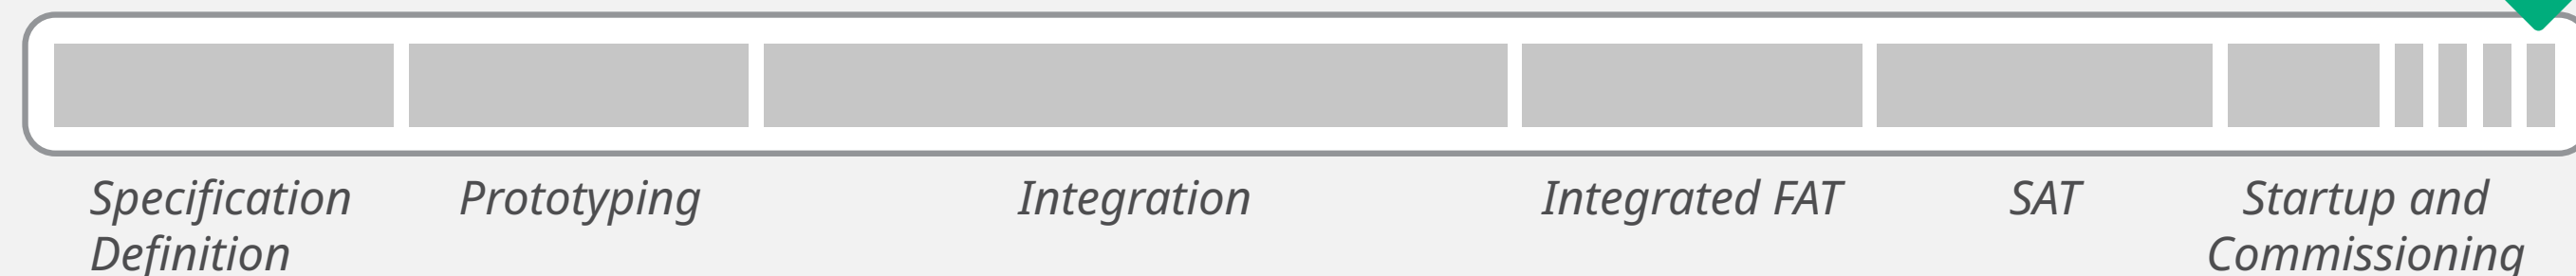 Specification Prototyping Integration Integrated FAT SAT Startup and
Definition Commissioning